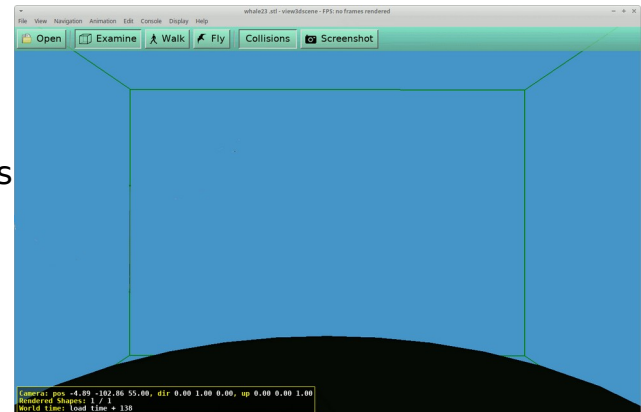 whale23 .stl - view3dscene - FPS: no frames rendered
File View Navigation Animation Edit Console Display Help
Open Examine Walk Fly Collisions Screenshot
s
Camera: pos -4.89 -102.86 55.00, dir 0.00 1.00 0.00, up 0.00 0.00 1.00
Rendered Shapes: 1 / 1
World time: load time + 138